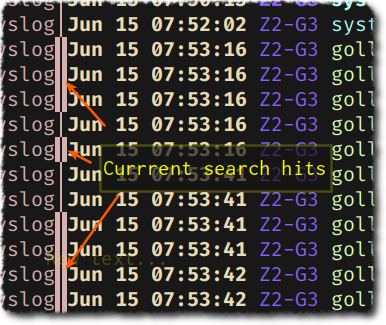 yslog Jun 15 07:52:02 Z2-G3 syst
yslog Jun 15 07:53:16 Z2-G3 goll
yslog Jun 15 07:53:16 Z2-G3 goll
yslog Jun 15 07:53:16 Z2-G3 goll
yslog Jun 15 07:53:16 Z2-G3 goll
yslog Jun 15 07:53:16 Z2-G3 goll
Currrent search hits
yslog Jun 15 07:53:41 Z2-G3 goll
yslog Jun 15 07:53:41 Z2-G3 goll
yslog Jun 15 07:53:41 Z2-G3 goll
yslog Jun 15 07:53:41 Z2-G3 goll
text...
yslog Jun 15 07:53:42 Z2-G3 goll
yslog Jun 15 07:53:42 Z2-G3 goll